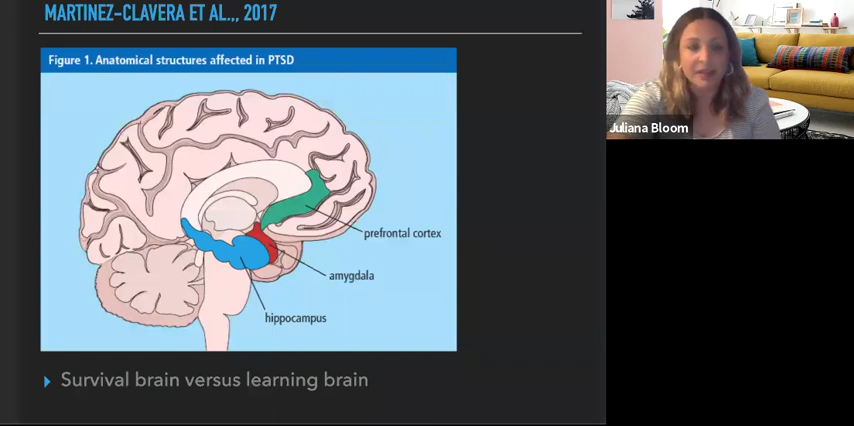 MARTINEZ-CLAVERA ET AL.,, 2017
Figure 1. Anatomical structures affected in PTSD
prefrontal cortex
amygdala
hippocampus
Survival brain versus learning brain
Juliana Bloom